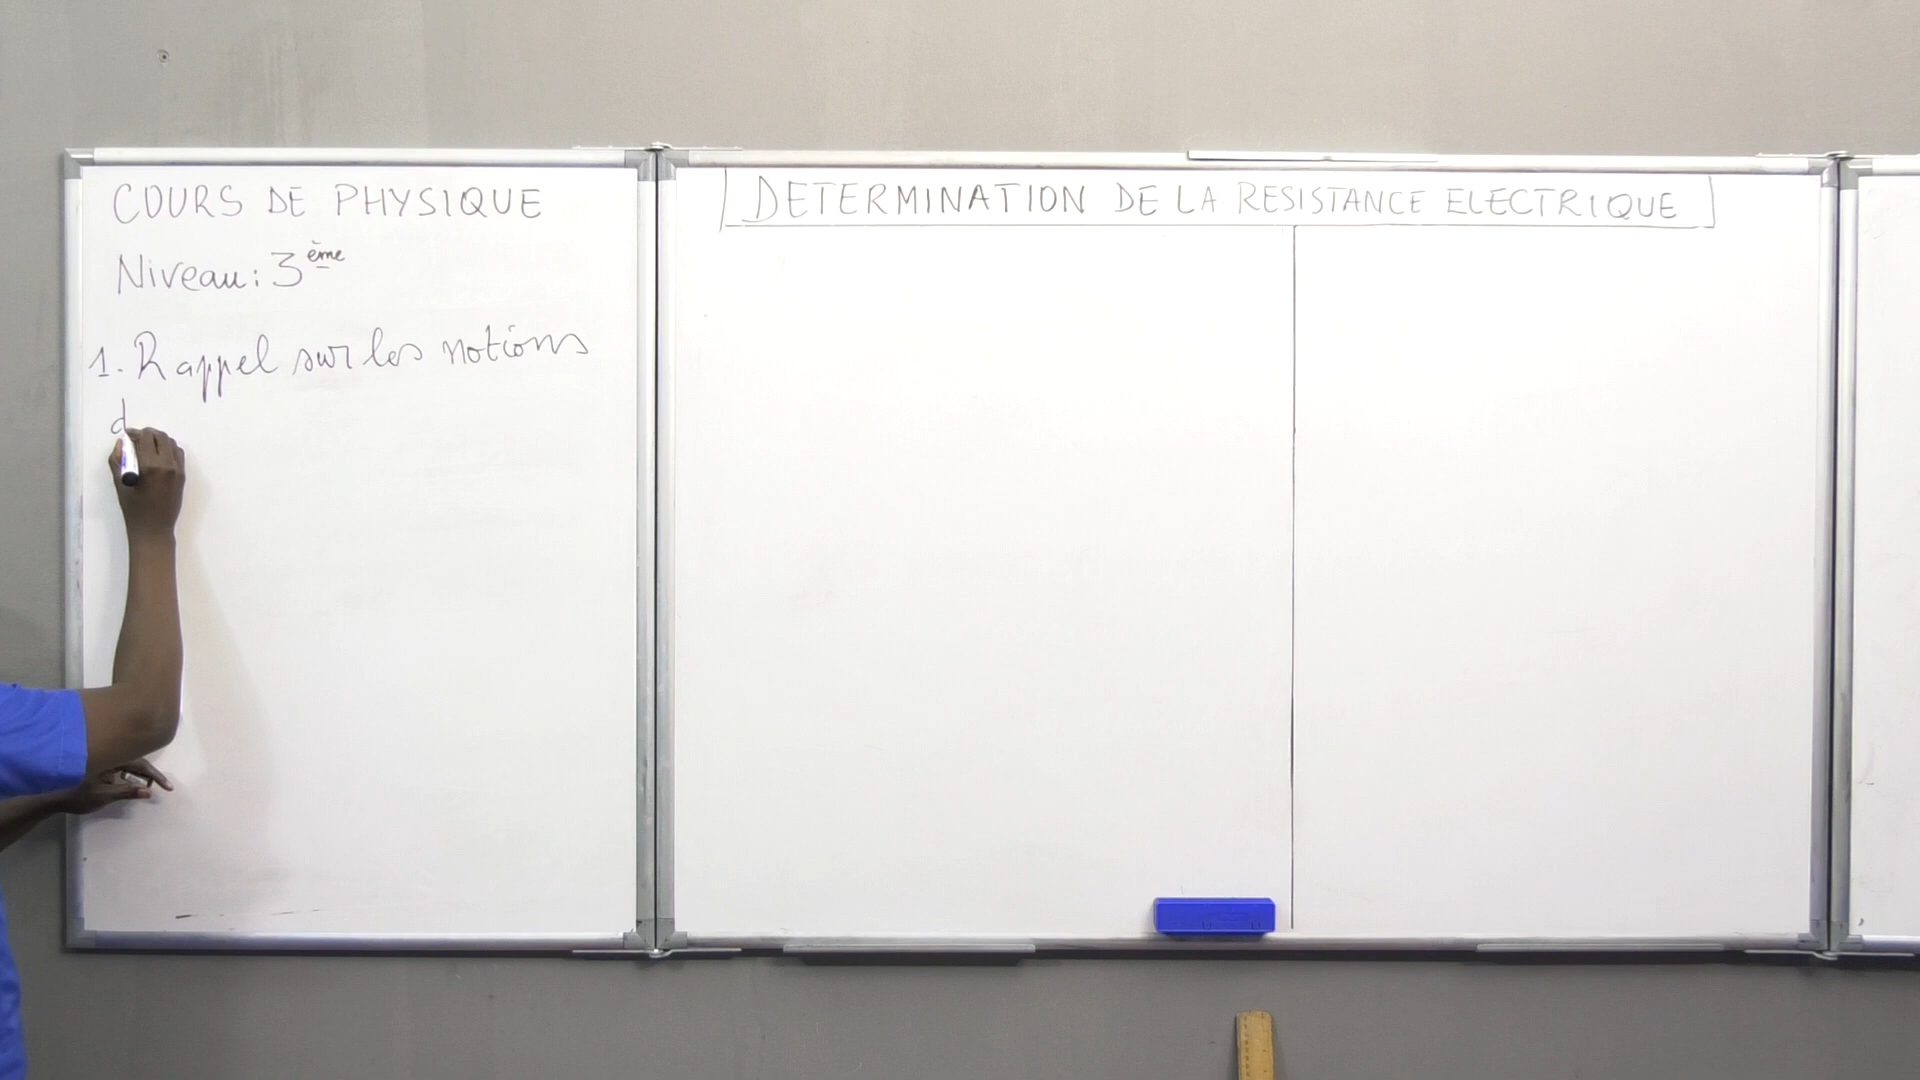 COURS DE PHYSIQUE
Niveau: 3ème
1. Rappel sur les notions
d
DETERMINATION DE LA RESISTANCE ELECTRIQUE